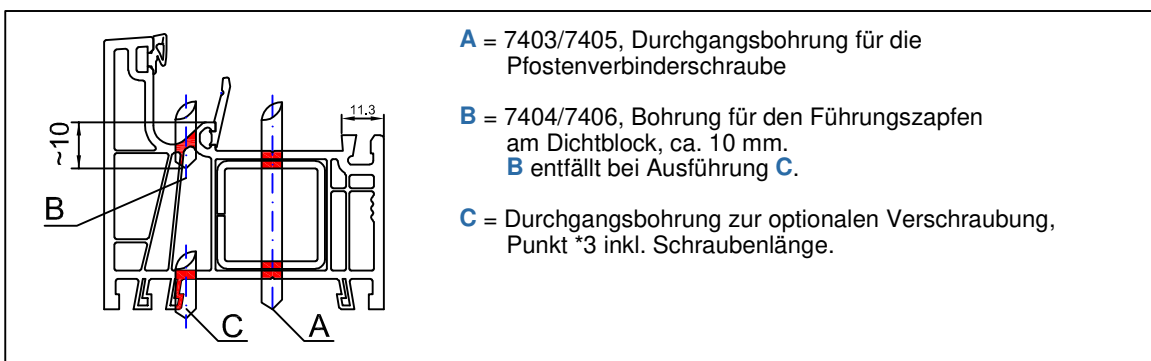 A = 7403/7405, Durchgangsbohrung für die
Pfostenverbinderschraube
B = 7404/7406, Bohrung für den Führungszapfen
am Dichtblock, ca. 10 mm.
B entfällt bei Ausführung C.
C = Durchgangsbohrung zur optionalen Verschraubung,
Punkt *3 inkl. Schraubenlänge.
11.3
~10
B
C
A